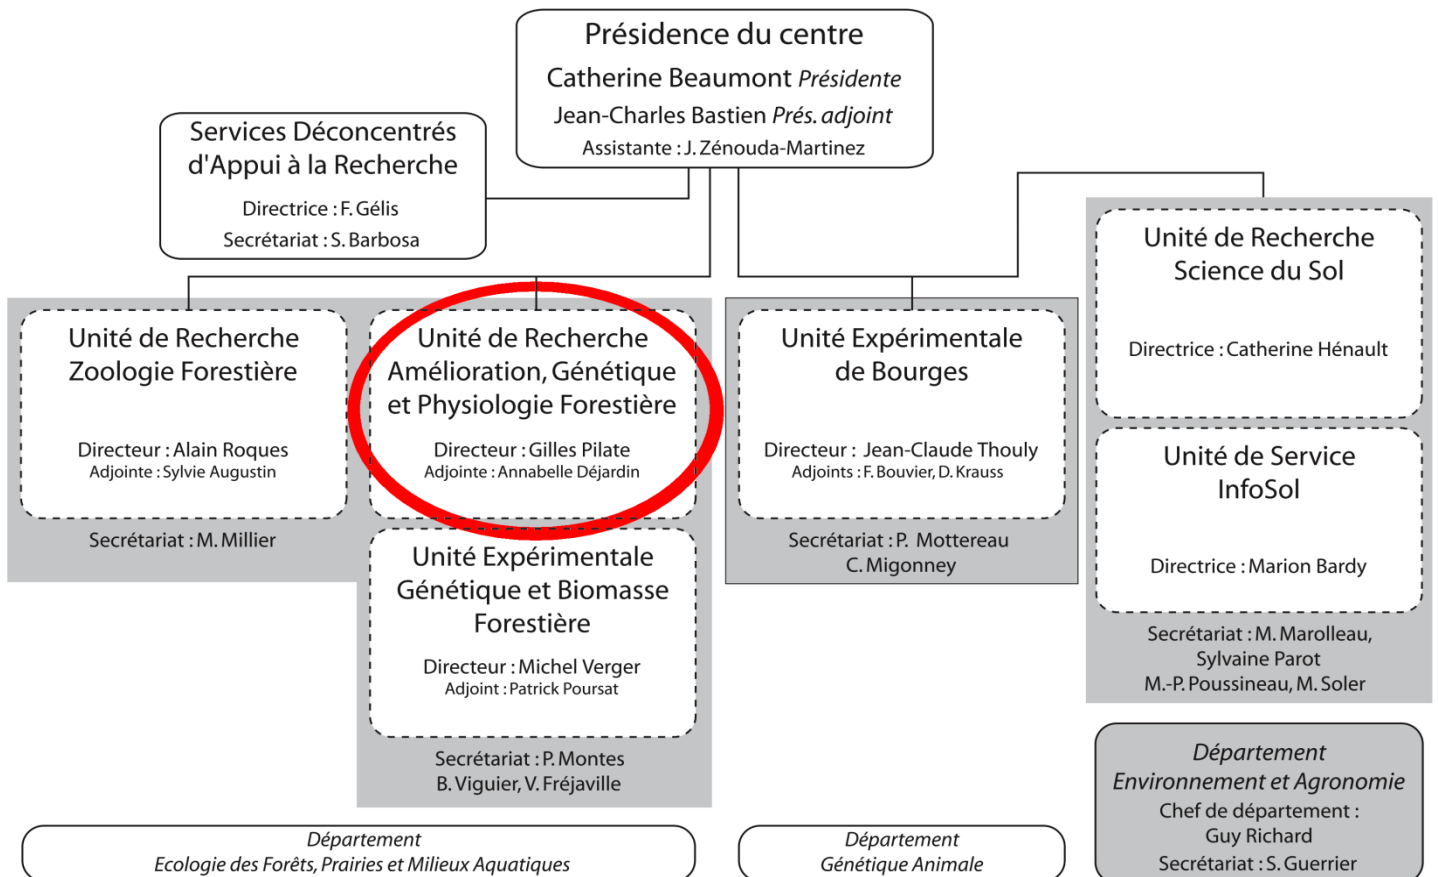 Présidence du centre
Catherine Beaumont Présidente
Jean-Charles Bastien Prés. adjoint
Assistante : J. Zénouda-Martinez
Services Déconcentrés
d'Appui à la Recherche
Directrice : F. Gélis
Secrétariat : S. Barbosa
Unité de Recherche
Zoologie Forestière
Directeur : Alain Roques
Adjointe : Sylvie Augustin
Secrétariat : M. Millier
Unité de Recherche
Amélioration, Génétique
et Physiologie Forestière
Directeur : Gilles Pilate
Adjointe : Annabelle Déjardin
Unité Expérimentale
Génétique et Biomasse
Forestière
Directeur : Michel Verger
Adjoint : Patrick Poursat
Secrétariat : P. Montes
B. Viguier, V. Fréjaville
Unité Expérimentale
de Bourges
Directeur : Jean-Claude Thouly
Adjoints : F. Bouvier, D. Krauss
Secrétariat : P. Mottereau
C. Migonney
Unité de Recherche
Science du Sol
Directrice : Catherine Hénault
Unité de Service
InfoSol
Directrice : Marion Bardy
Secrétariat : M. Marolleau,
Sylvaine Parot
M.-P. Poussineau, M. Soler
Département
Ecologie des Forêts, Prairies et Milieux Aquatiques
Département
Génétique Animale
Département
Environnement et Agronomie
Chef de département :
Guy Richard
Secrétariat : S. Guerrier